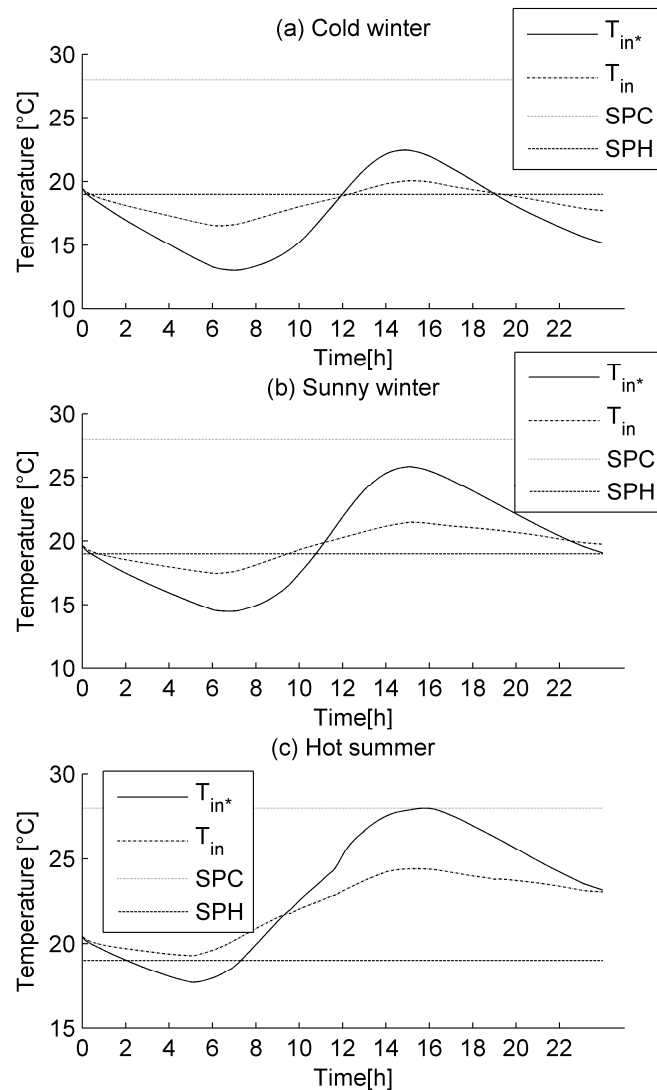 (a) Cold winter
Temperature [°C]
30
25
20
15
10
0 2 4 6 8 10 12 14 16 18 20 22
Time[h]
T_in*
T_in
SPC
SPH
(b) Sunny winter
Temperature [°C]
30
25
20
15
10
0 2 4 6 8 10 12 14 16 18 20 22
Time[h]
T_in*
T_in
SPC
SPH
(c) Hot summer
Temperature [°C]
30
25
20
15
0 2 4 6 8 10 12 14 16 18 20 22
Time[h]
T_in*
T_in
SPC
SPH